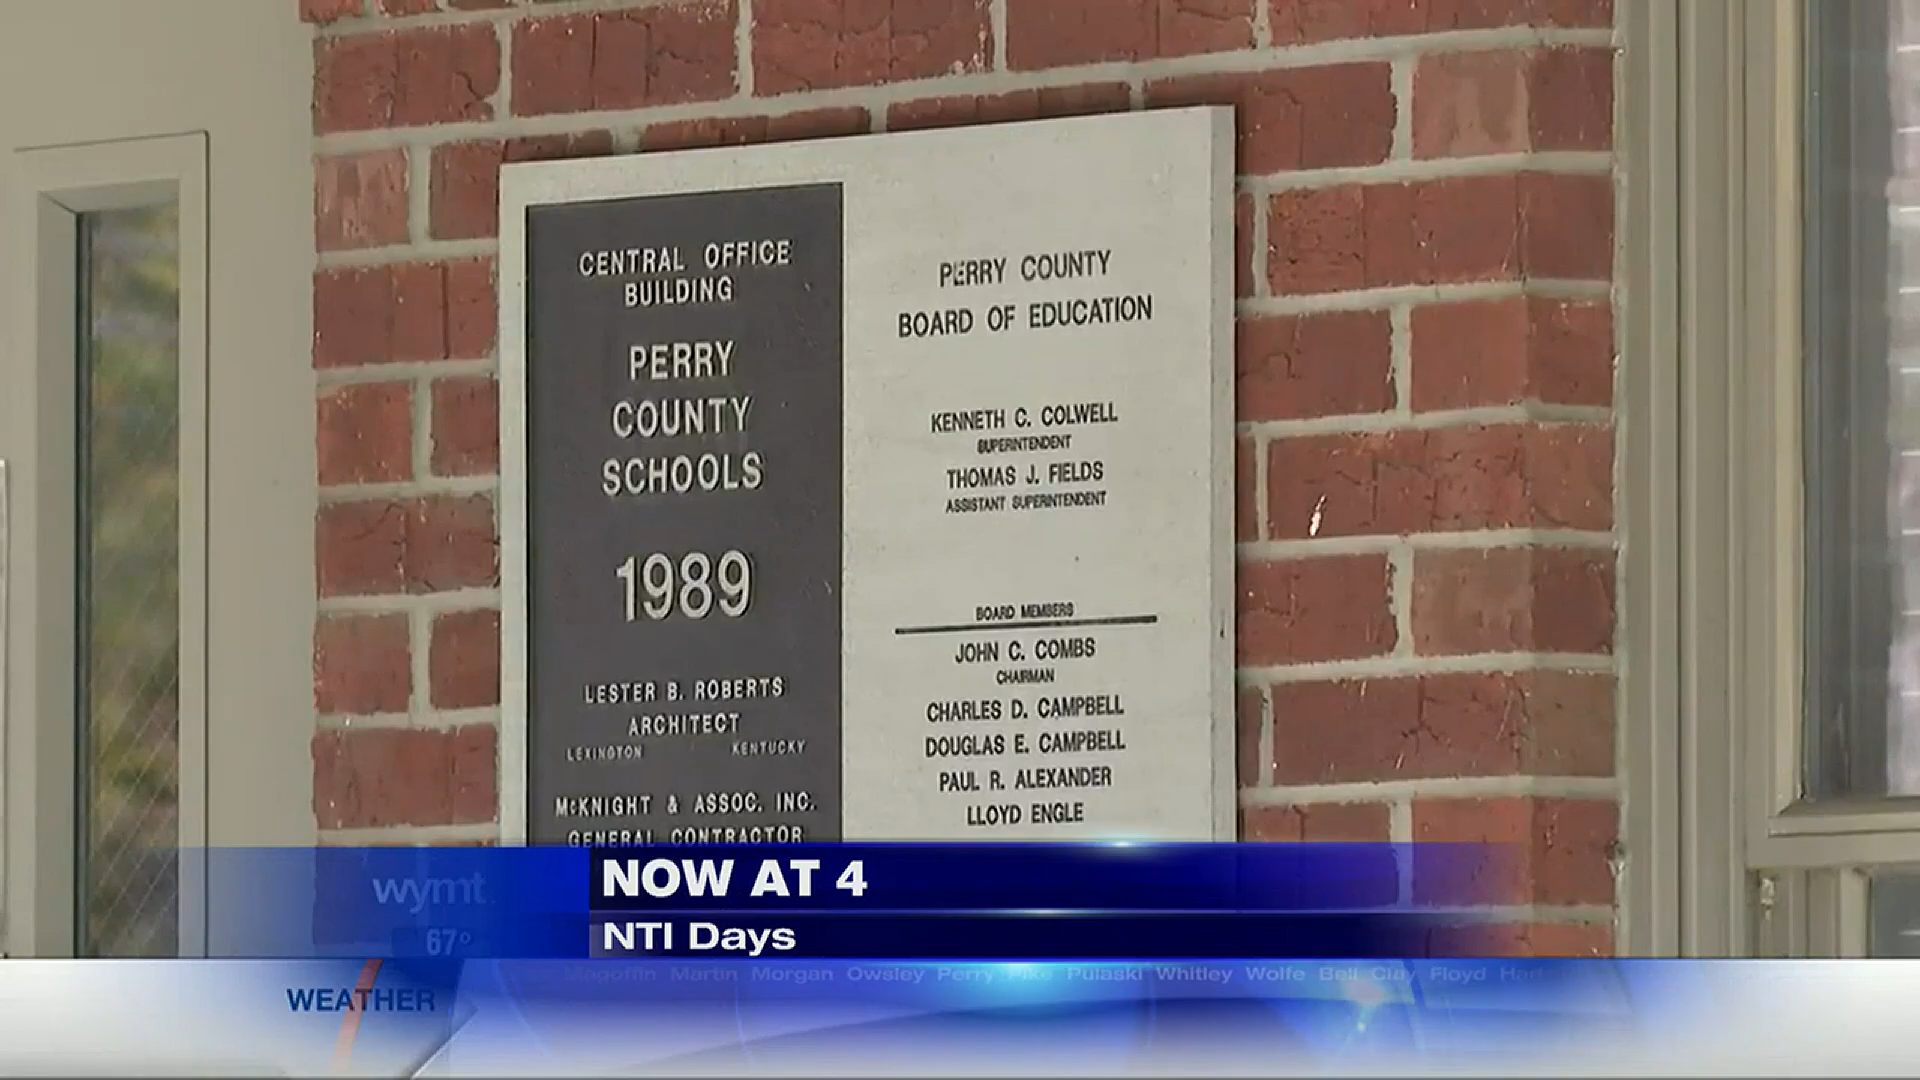 CENTRAL OFFICE
BUILDING
PERRY
COUNTY
SCHOOLS
1989
LESTER B. ROBERTS
ARCHITECT
LEXINGTON KENTUCKY
McKNIGHT & ASSOC. INC.
GENERAL CONTRACTOR
PERRY COUNTY
BOARD OF EDUCATION
KENNETH C. COLWELL
SUPERINTENDENT
THOMAS J. FIELDS
ASSISTANT SUPERINTENDENT
BOARD MEMBERS
JOHN C. COMBS
CHAIRMAN
CHARLES D. CAMPBELL
DOUGLAS E. CAMPBELL
PAUL R. ALEXANDER
LLOYD ENGLE
wymt
67°
NOW AT 4
NTI Days
WEATHER
Magoffin Martin Morgan Owsley Perry Pike Pulaski Whitley Wolfe Bell Clay Floyd